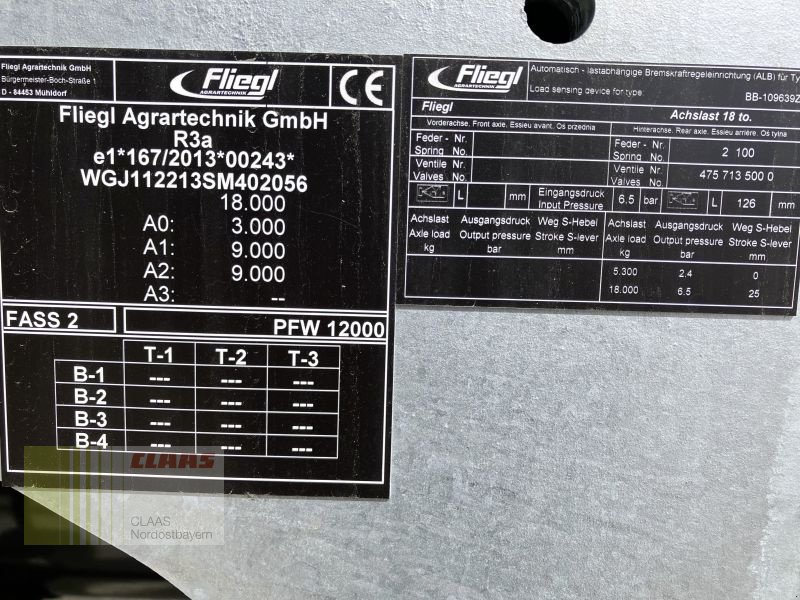 Fliegl Agrartechnik GmbH
Bürgermeister-Boch-Straße 1
D - 84453 Mühldorf
Fliegl
AGRARTECHNIK
CE
Fliegl Agrartechnik GmbH
R3a
e1*167/2013*00243*
WGJ112213SM402056
18.000
A0: 3.000
A1: 9.000
A2: 9.000
A3: --
FASS 2 PFW 12000
T-1 T-2 T-3
B-1 --- --- ---
B-2 --- --- ---
B-3 --- --- ---
B-4 --- --- ---
Fliegl
AGRARTECHNIK
Automatisch - lastabhängige Bremskraftregeleinrichtung (ALB) für Ty
Load sensing device for type:
BB-109639Z
Fliegl Achslast 18 to.
Vorderachse, Front axie. Essieu avant. Os przednia Hinterachse, Rear axie. Essieu arriére. Os tylna
Feder - Nr. Feder - Nr. 2 100
Spring No. Spring No.
Ventile Nr. Ventile Nr. 475 713 500 0
Valves No. Valves No.
L mm Eingangsdruck 6.5 bar L 126 mm
Input Pressure
Achslast Ausgangsdruck Weg S-Hebel Achslast Ausgangsdruck Weg S-Hebel
Axle load Output pressure Stroke S-lever Axle load Output pressure Stroke S-lever
kg bar mm kg bar mm
5.300 2.4 0
18.000 6.5 25
CLAAS
CLAAS
Nordostbayern